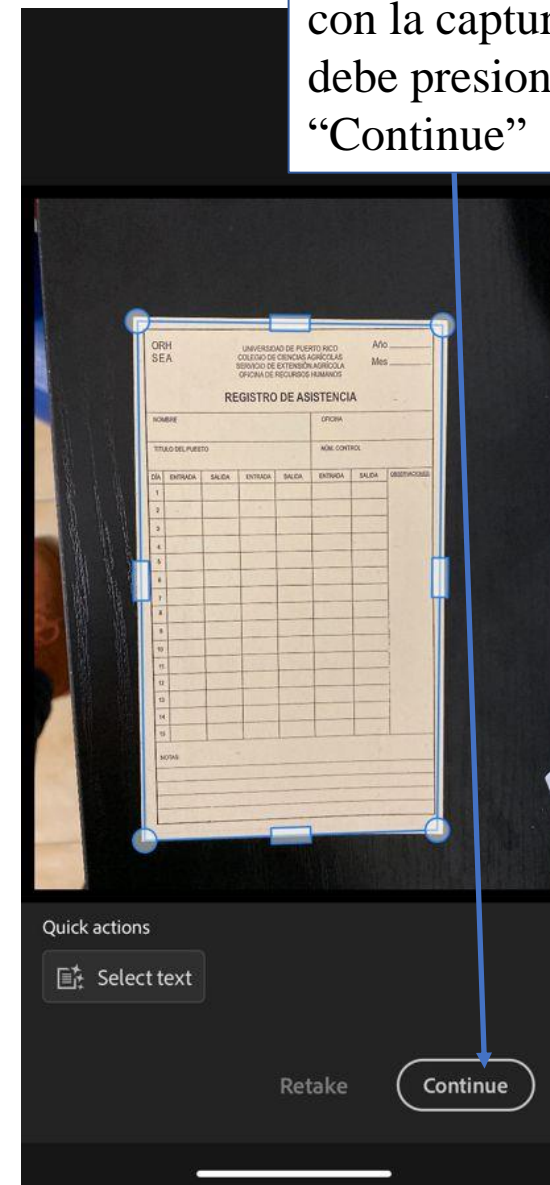 con la captur
debe presion
“Continue”
ORH
SEA
UNIVERSIDAD DE PUERTO RICO
COLEGIO DE CIENCIAS AGRÍCOLAS
SERVICIO DE EXTENSIÓN AGRÍCOLA
OFICINA DE RECURSOS HUMANOS
Año
Mes
REGISTRO DE ASISTENCIA
NOMBRE OFICINA
TITULO DEL PUESTO NÚM. CONTROL
DÍA ENTRADA SALIDA ENTRADA SALIDA ENTRADA SALIDA OBSERVACIONES
1
2
3
4
5
6
7
8
9
10
11
12
13
14
15
NOTAS:
Quick actions
Select text
Retake Continue